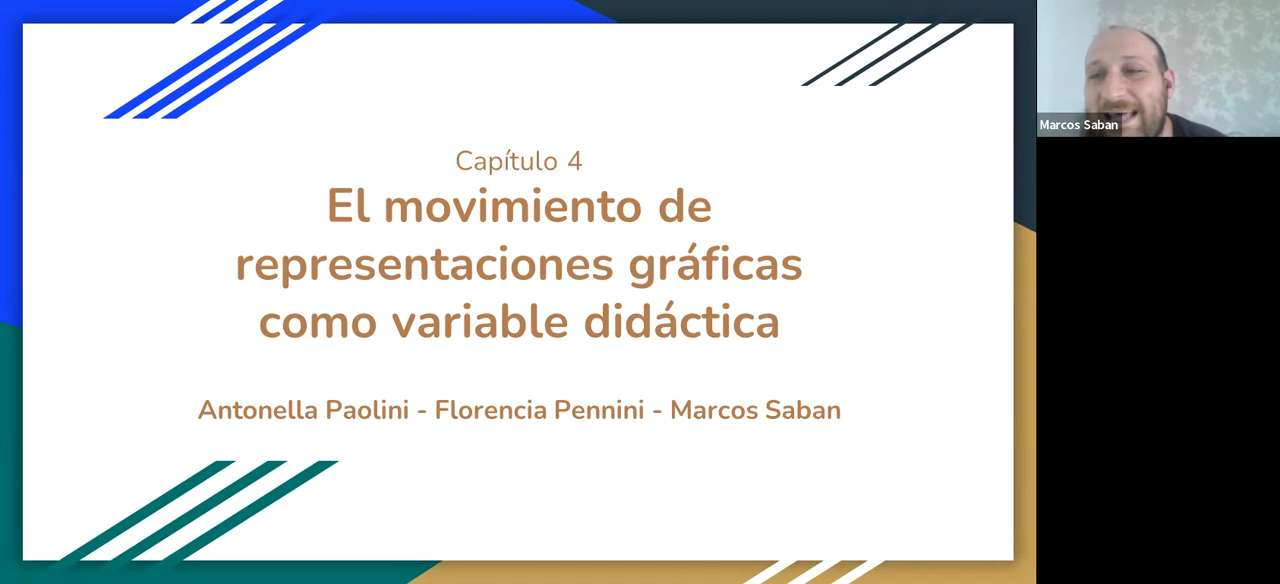 Capítulo 4
El movimiento de
representaciones gráficas
como variable didáctica
Antonella Paolini - Florencia Pennini - Marcos Saban
Marcos Saban